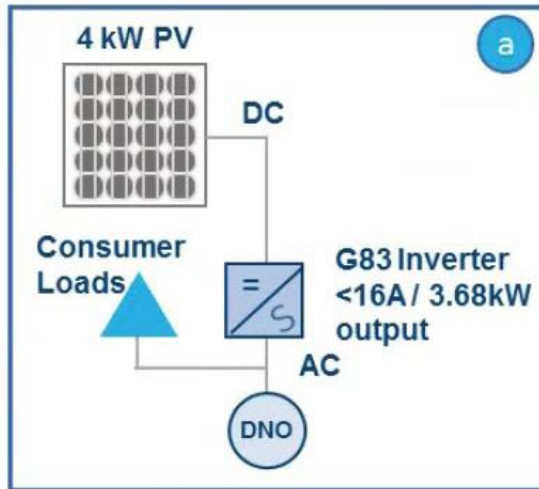 4 kW PV
a
DC
Consumer
Loads
G83 Inverter
<16A / 3.68kW
output
=
S
AC
DNO